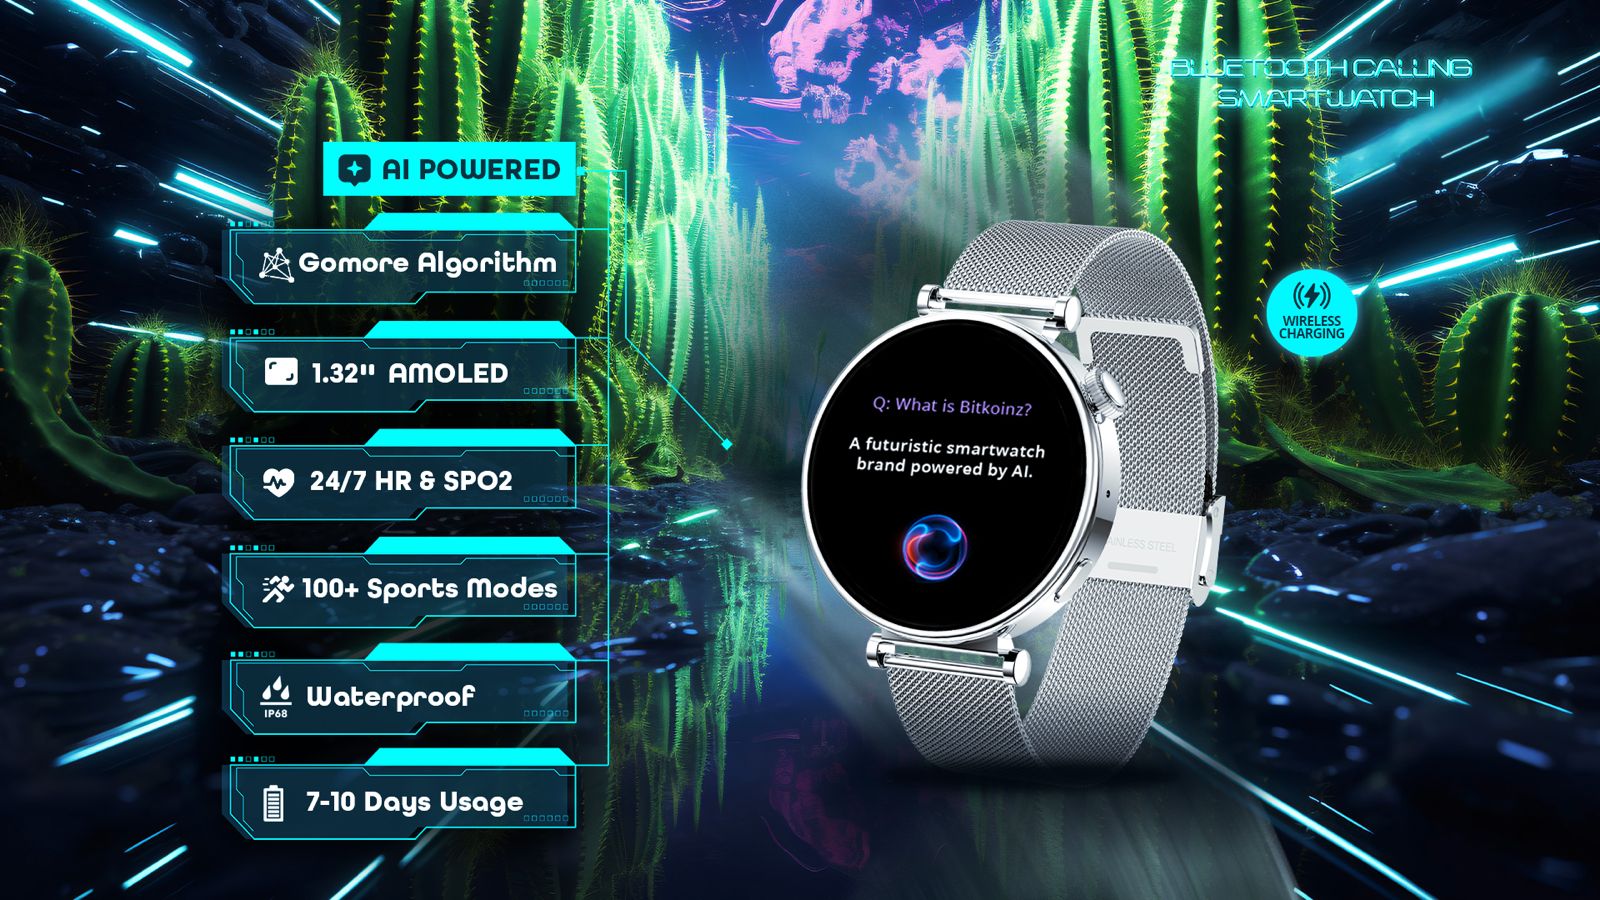 BLUETOOTH CALLING
SMARTWATCH
AI POWERED
Gomore Algorithm
1.32" AMOLED
24/7 HR & SPO2
100+ Sports Modes
IP68
Waterproof
7-10 Days Usage
WIRELESS
CHARGING
Q: What is Bitkoinz?
A futuristic smartwatch
brand powered by AI.
STEEL